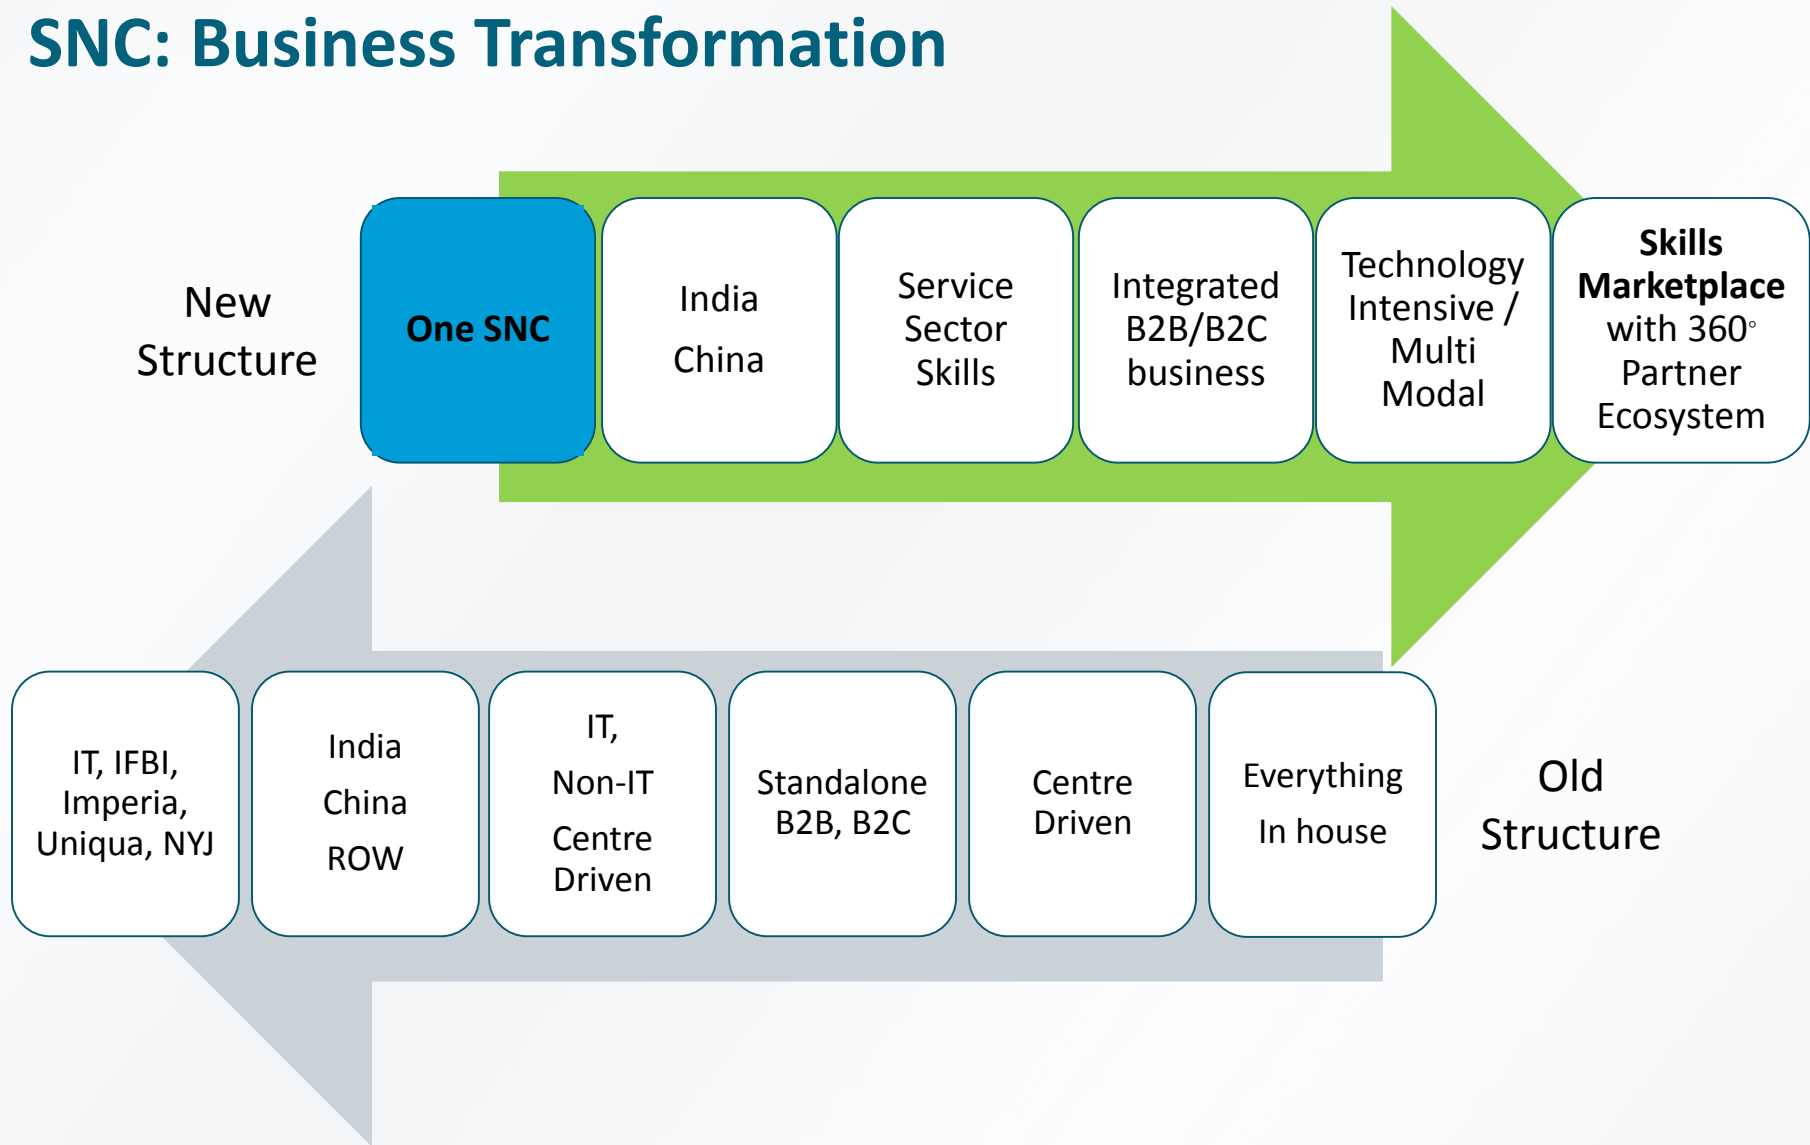 SNC: Business Transformation
New
Structure
One SNC
India
China
Service
Sector
Skills
Integrated
B2B/B2C
business
Technology
Intensive /
Multi
Modal
Skills
Marketplace
with 360°
Partner
Ecosystem
IT, IFBI,
Imperia,
Uniqua, NYJ
India
China
ROW
IT,
Non-IT
Centre
Driven
Standalone
B2B, B2C
Centre
Driven
Everything
In house
Old
Structure